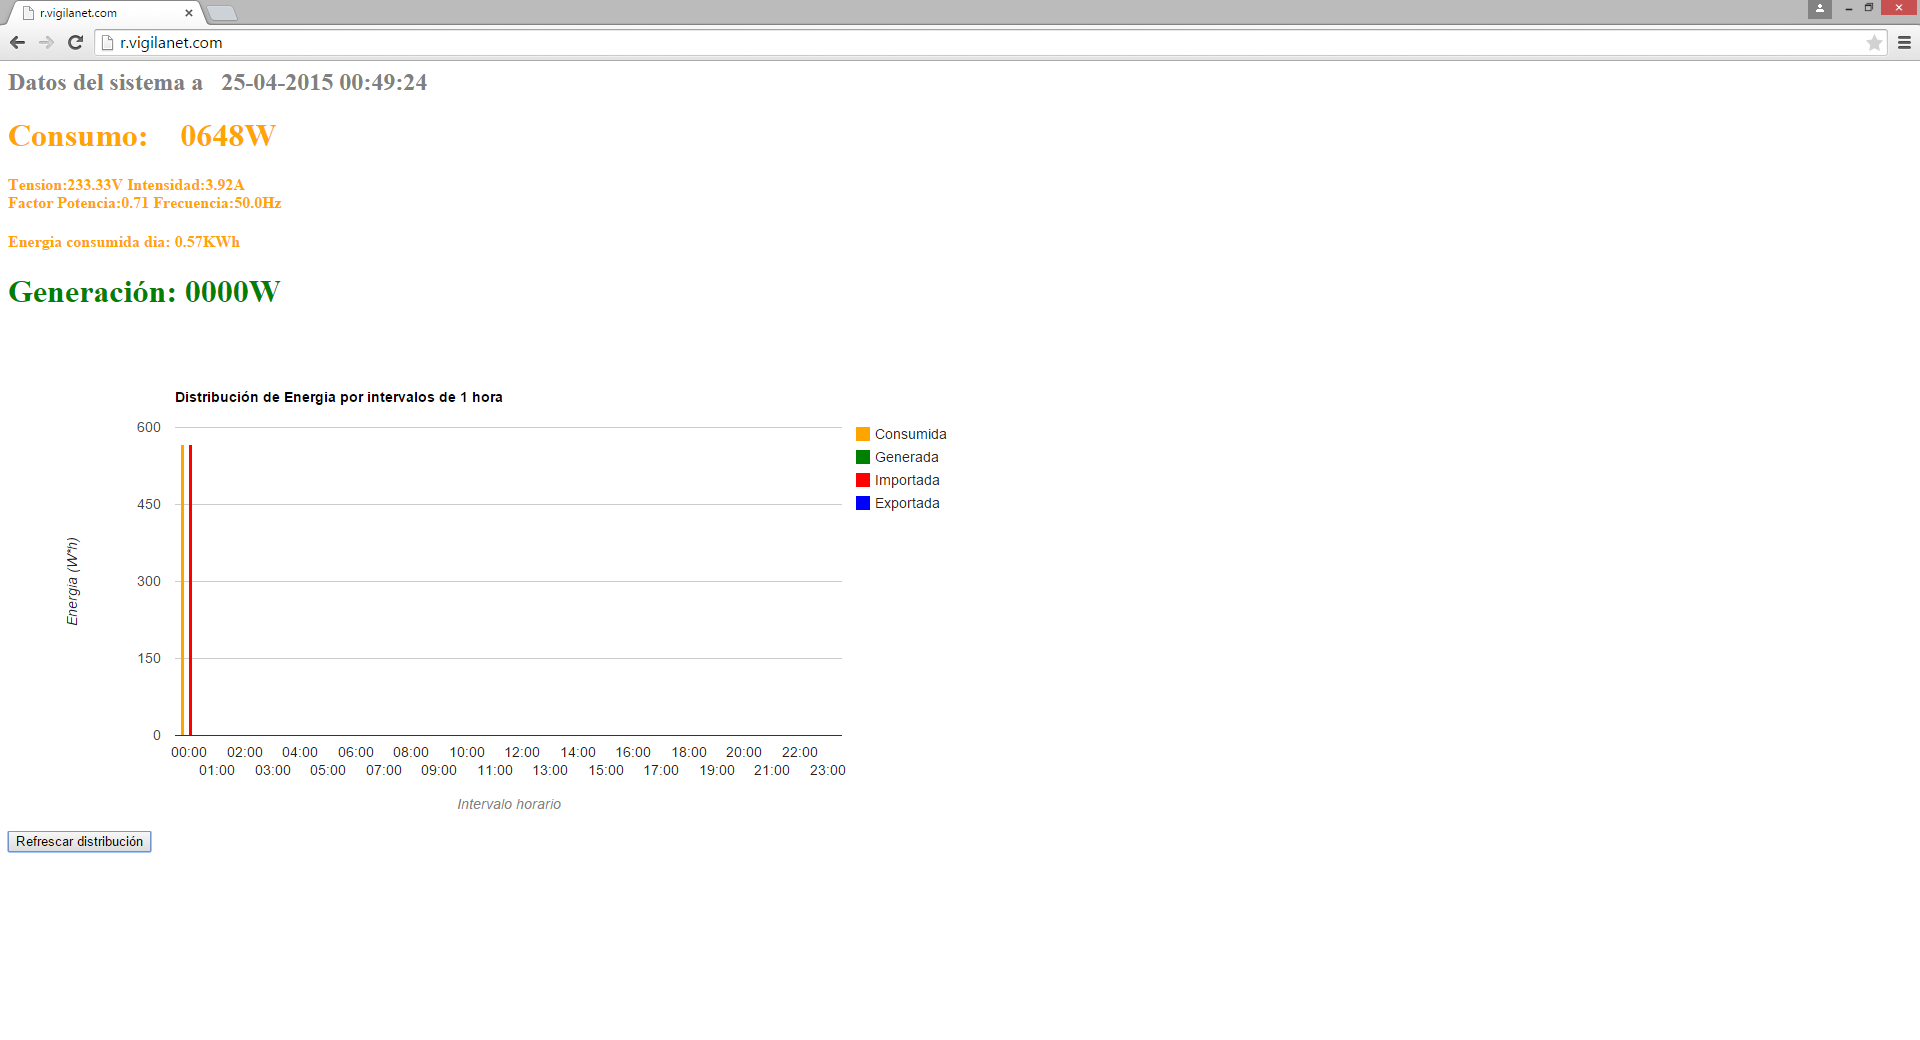 r.vigilanet.com
r.vigilanet.com
Datos del sistema a 25-04-2015 00:49:24
Consumo: 0648W
Tension:233.33V Intensidad:3.92A
Factor Potencia:0.71 Frecuencia:50.0Hz
Energia consumida dia: 0.57KWh
Generación: 0000W
Distribución de Energia por intervalos de 1 hora
600
450
300
150
0
Energia (W*h)
Consumida
Generada
Importada
Exportada
00:00 02:00 04:00 06:00 08:00 10:00 12:00 14:00 16:00 18:00 20:00 22:00
01:00 03:00 05:00 07:00 09:00 11:00 13:00 15:00 17:00 19:00 21:00 23:00
Intervalo horario
Refrescar distribución